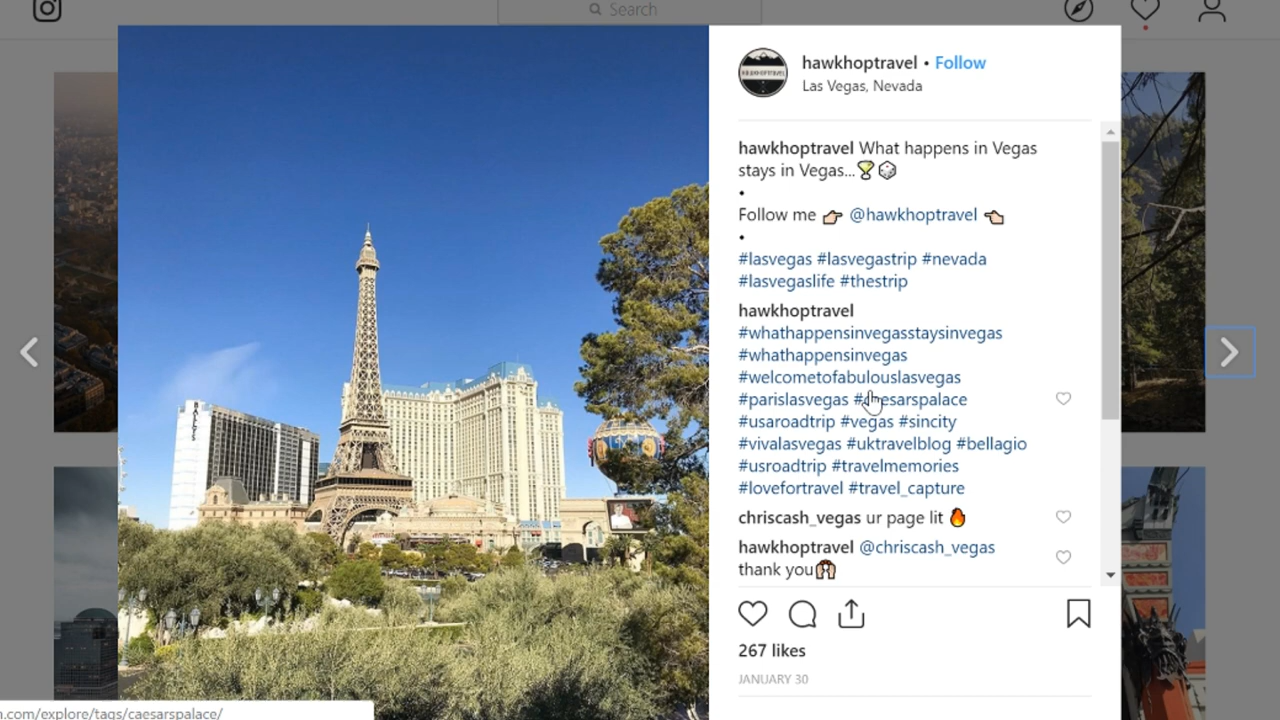 Search
hawkhoptravel • Follow
Las Vegas, Nevada
hawkhoptravel What happens in Vegas
stays in Vegas...🏆🎲
•
Follow me 👉 @hawkhoptravel 👈
•
#lasvegas #lasvegastrip #nevada
#lasvegaslife #thestrip
hawkhoptravel
#whathappensinvegasstaysinvegas
#whathappensinvegas
#welcometofabulouslasvegas
#parislasvegas #caesarspalace
#usaroadtrip #vegas #sincity
#vivalasvegas #uktravelblog #bellagio
#usroadtrip #travelmemories
#lovefortravel #travel_capture
chriscash_vegas ur page lit 🔥
hawkhoptravel @chriscash_vegas
thank you🙌
267 likes
JANUARY 30
BALLYS
HAWKHOPTRAVEL
m.com/explore/tags/caesarspalace/